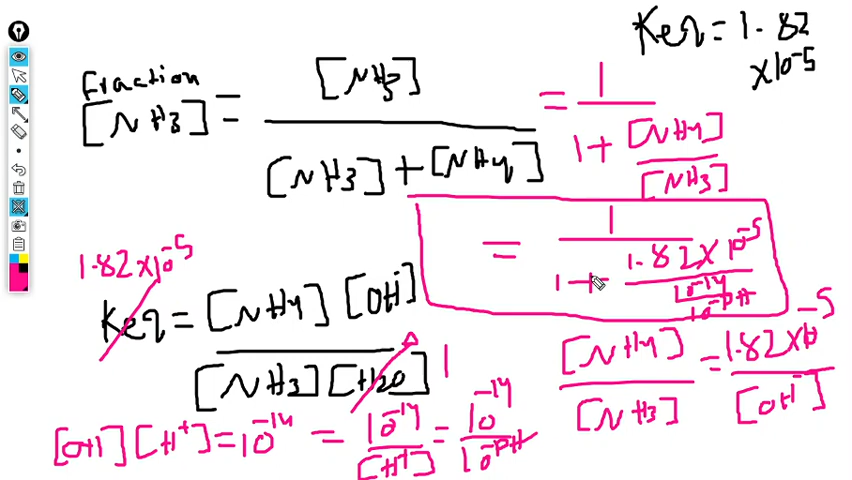 Keq = 1.82 x10^-5
Fraction [NH3] = [NH3] / [NH3] + [NH4] = 1 / 1 + [NH4] / [NH3]
= 1 / 1 + 1.82 x 10^-5 / 10^-14 / 10^-pH
1.82 x 10^-5
Keq = [NH4] [OH-] / [NH3] [H2O] 1
[NH4] / [NH3] = 1.82 x 10^-5 / [OH-]
[OH] [H+] = 10^-14 = 10^-14 / [H+] = 10^-14 / 10^-pH